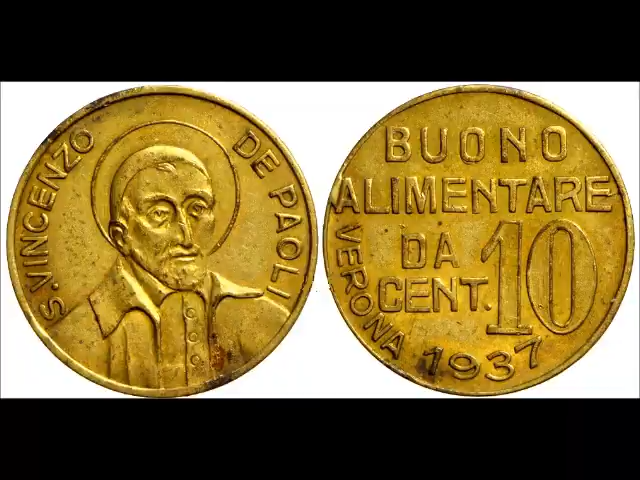 S. VINCENZO DE PAOLI
BUONO
ALIMENTARE
DA
CENT. 10
VERONA 1937